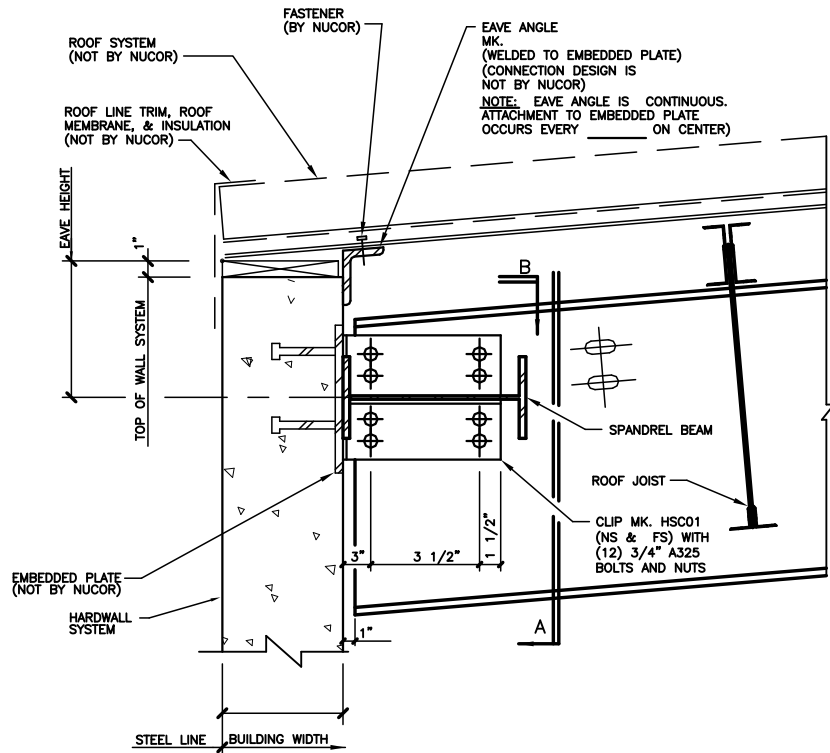 FASTENER
(BY NUCOR)
EAVE ANGLE
MK.
(WELDED TO EMBEDDED PLATE)
(CONNECTION DESIGN IS
NOT BY NUCOR)
NOTE: EAVE ANGLE IS CONTINUOUS.
ATTACHMENT TO EMBEDDED PLATE
OCCURS EVERY ______ ON CENTER)
ROOF SYSTEM
(NOT BY NUCOR)
ROOF LINE TRIM, ROOF
MEMBRANE, & INSULATION
(NOT BY NUCOR)
EAVE HEIGHT
1"
TOP OF WALL SYSTEM
B
SPANDREL BEAM
ROOF JOIST
CLIP MK. HSC01
(NS & FS) WITH
(12) 3/4" A325
BOLTS AND NUTS
3"
3 1/2"
1 1/2"
EMBEDDED PLATE
(NOT BY NUCOR)
HARDWALL
SYSTEM
1"
A
STEEL LINE
BUILDING WIDTH